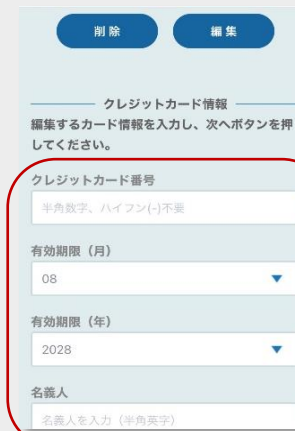 削除 編集
クレジットカード情報
編集するカード情報を入力し、次へボタンを押
してください。
クレジットカード番号
半角数字、ハイフン(-)不要
有効期限（月）
08
有効期限（年）
2028
名義人
名義人を入力（半角英字）